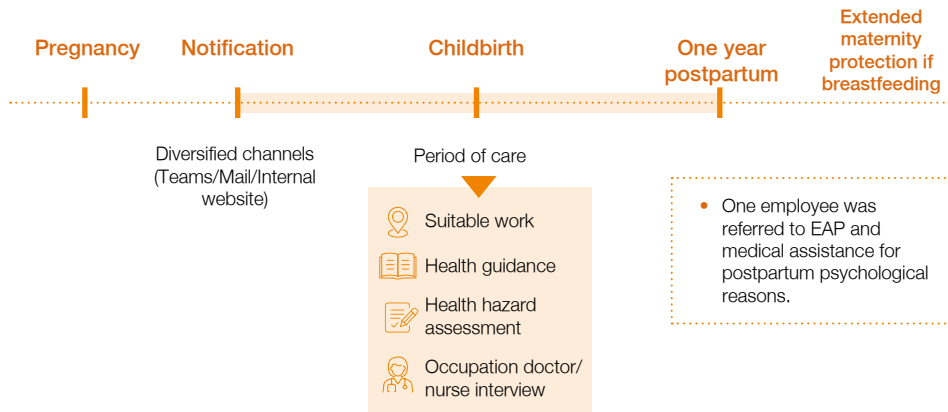 Pregnancy
Notification
Childbirth
One year
postpartum
Extended
maternity
protection if
breastfeeding
Diversified channels
(Teams/Mail/Internal
website)
Period of care
Suitable work
Health guidance
Health hazard
assessment
Occupation doctor/
nurse interview
• One employee was
referred to EAP and
medical assistance for
postpartum psychological
reasons.